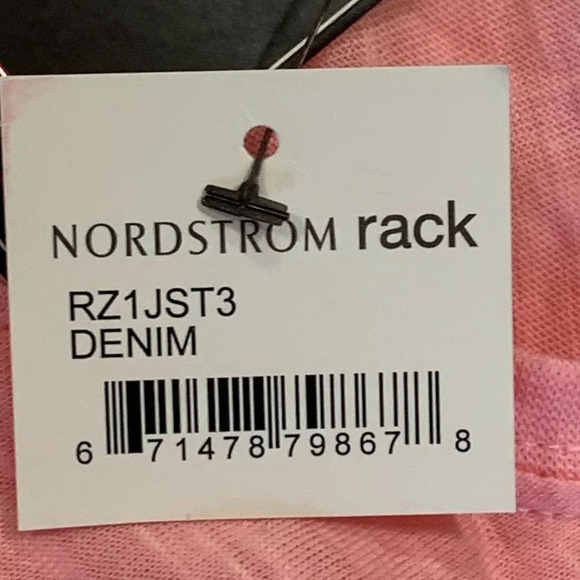 NORDSTROM rack
RZ1JST3
DENIM
6 71478 79867 8